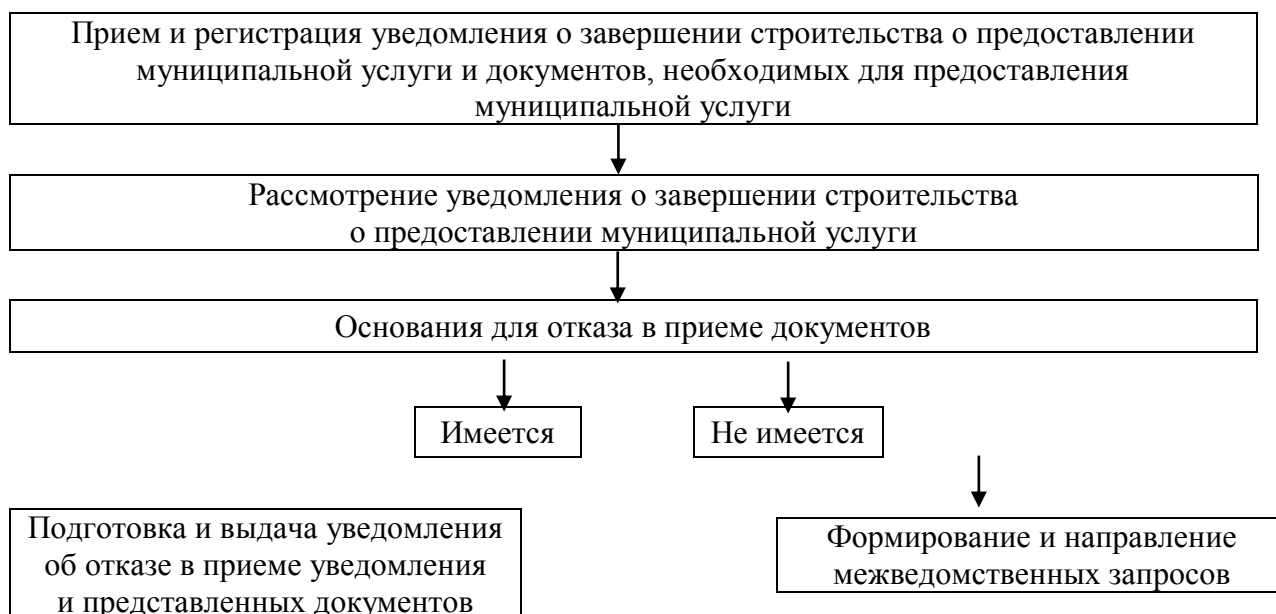 Прием и регистрация уведомления о завершении строительства о предоставлении
муниципальной услуги и документов, необходимых для предоставления
муниципальной услуги
Рассмотрение уведомления о завершении строительства
о предоставлении муниципальной услуги
Основания для отказа в приеме документов
Имеется
Не имеется
Подготовка и выдача уведомления
об отказе в приеме уведомления
и представленных документов
Формирование и направление
межведомственных запросов